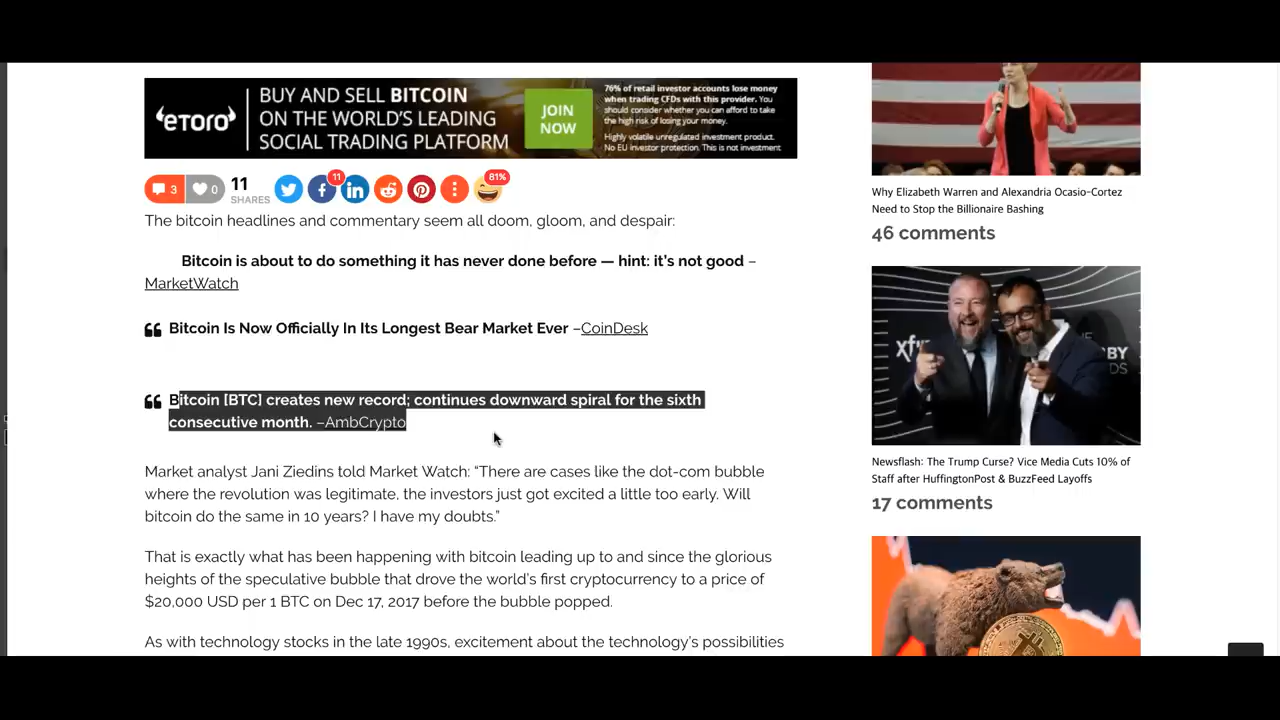 eTORO
BUY AND SELL BITCOIN
ON THE WORLD'S LEADING
SOCIAL TRADING PLATFORM
JOIN
NOW
76% of retail investor accounts lose money
when trading CFDs with this provider. You
should consider whether you can afford to take
the high risk of losing your money.
Highly volatile unregulated investment product.
No EU investor protection. This is not investment
3
0
11
SHARES
11
81%
The bitcoin headlines and commentary seem all doom, gloom, and despair:
Bitcoin is about to do something it has never done before — hint: it's not good –
MarketWatch
Bitcoin Is Now Officially In Its Longest Bear Market Ever –CoinDesk
Bitcoin [BTC] creates new record; continues downward spiral for the sixth
consecutive month. –AmbCrypto
Market analyst Jani Ziedins told Market Watch: “There are cases like the dot-com bubble
where the revolution was legitimate, the investors just got excited a little too early. Will
bitcoin do the same in 10 years? I have my doubts.”
That is exactly what has been happening with bitcoin leading up to and since the glorious
heights of the speculative bubble that drove the world's first cryptocurrency to a price of
$20,000 USD per 1 BTC on Dec 17, 2017 before the bubble popped.
As with technology stocks in the late 1990s, excitement about the technology's possibilities
Why Elizabeth Warren and Alexandria Ocasio-Cortez
Need to Stop the Billionaire Bashing
46 comments
xfi
BY
DS
Newsflash: The Trump Curse? Vice Media Cuts 10% of
Staff after HuffingtonPost & BuzzFeed Layoffs
17 comments